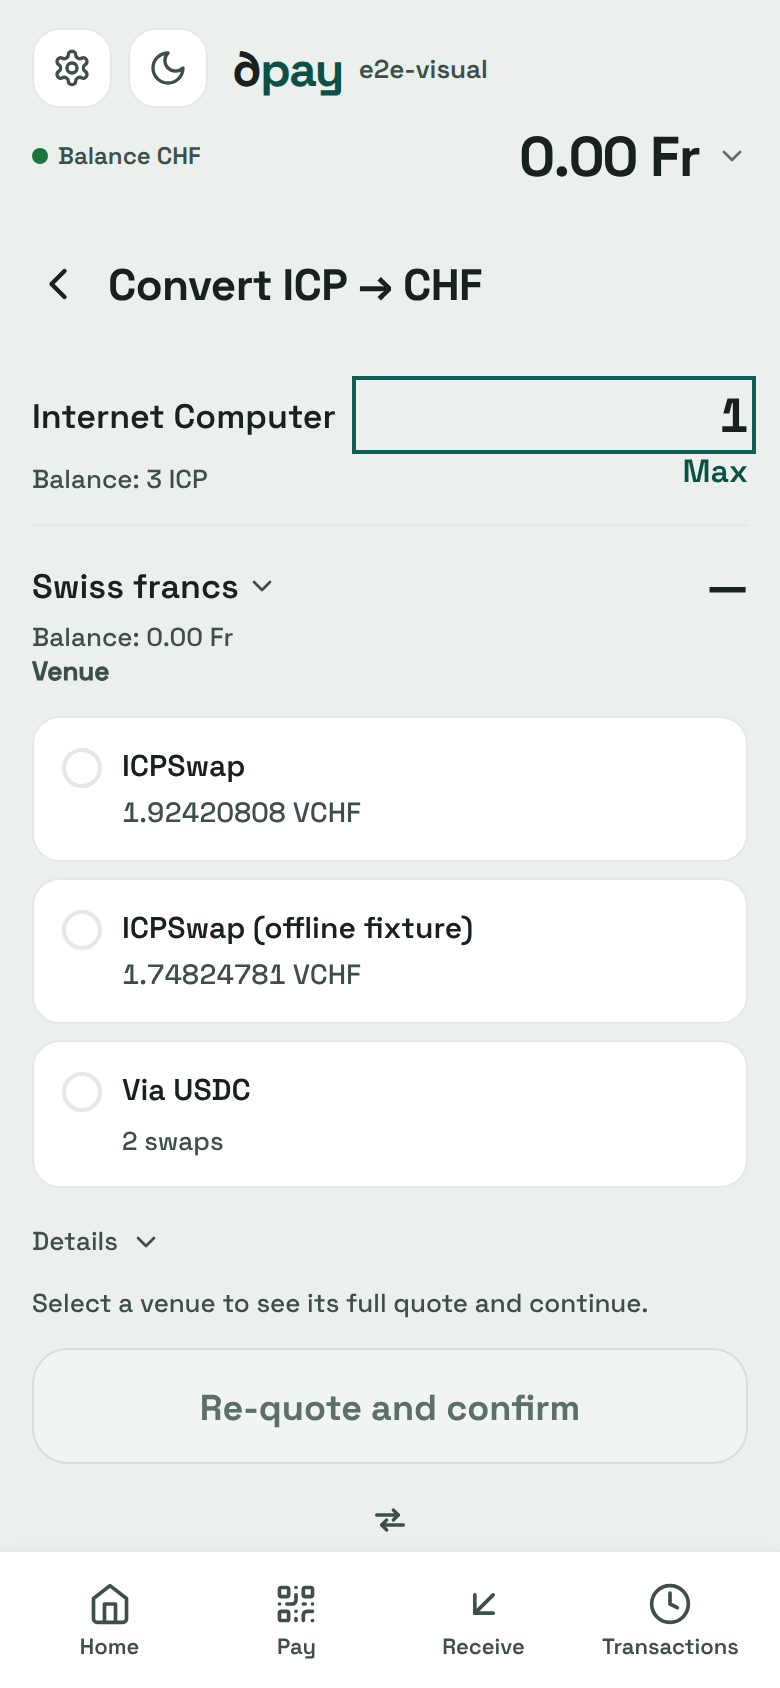 ∂pay e2e-visual
Balance CHF 0.00 Fr
Convert ICP → CHF
Internet Computer 1
Balance: 3 ICP Max
Swiss francs —
Balance: 0.00 Fr
Venue
ICPSwap
1.92420808 VCHF
ICPSwap (offline fixture)
1.74824781 VCHF
Via USDC
2 swaps
Details
Select a venue to see its full quote and continue.
Re-quote and confirm
Home Pay Receive Transactions